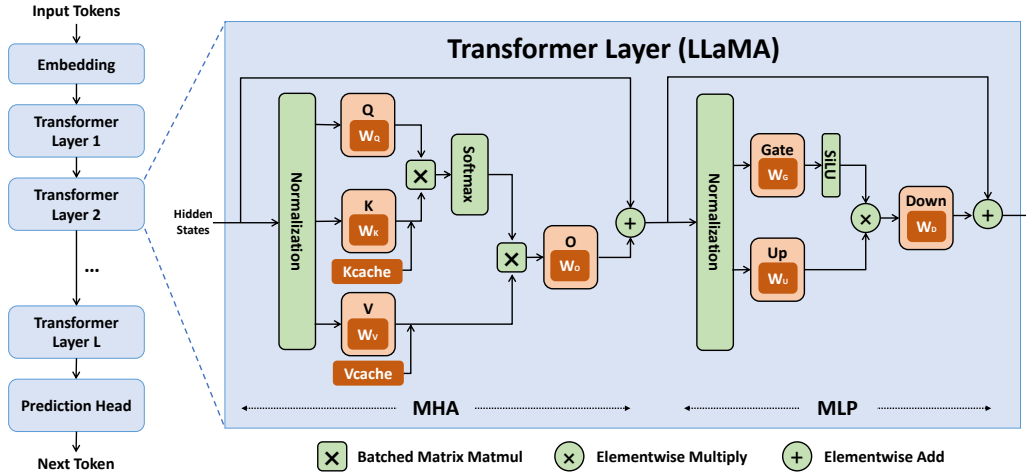 Input Tokens
Embedding
Transformer
Layer 1
Transformer
Layer 2
...
Transformer
Layer L
Prediction Head
Next Token
Transformer Layer (LLaMA)
Hidden
States
Normalization
Q
WQ
K
WK
Kcache
V
WV
Vcache
Softmax
O
WO
MHA
Normalization
Gate
WG
SiLU
Up
WU
Down
WD
MLP
Batched Matrix Matmul
Elementwise Multiply
Elementwise Add